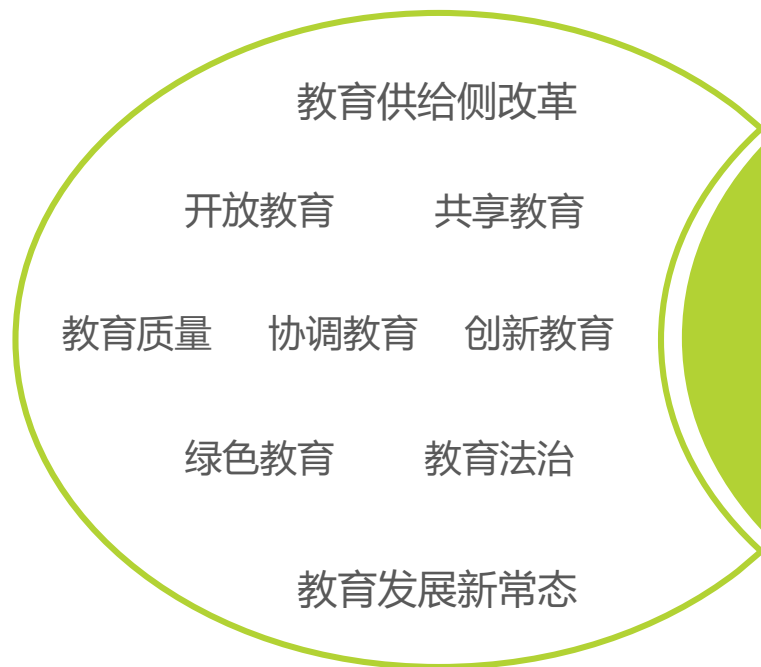 教育供给侧改革
开放教育 共享教育
教育质量 协调教育 创新教育
绿色教育 教育法治
教育发展新常态